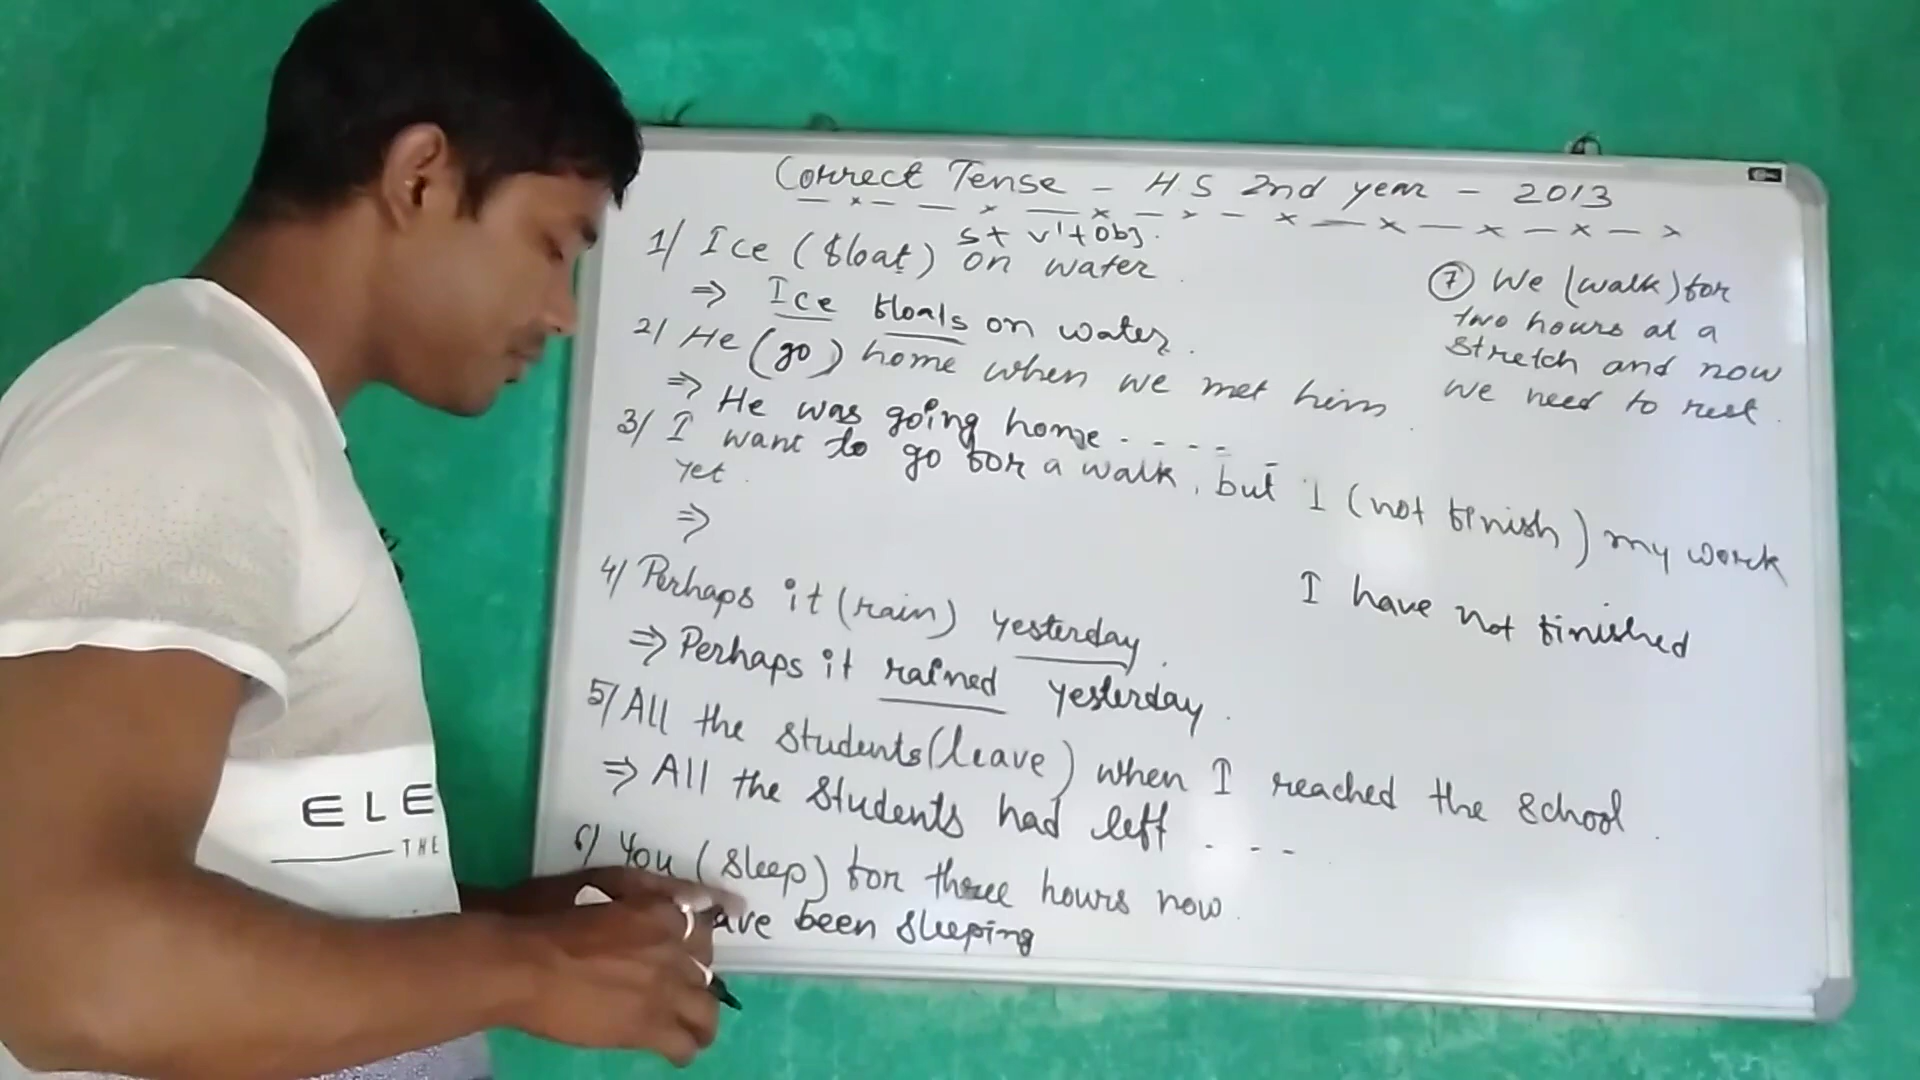 Correct Tense - H.S 2nd year - 2013
S + V¹ + Obj.
1/ Ice (float) on water.
⇒ Ice floats on water.
2/ He (go) home when we met him.
⇒ He was going home - - - -
3/ I want to go for a walk, but I (not finish) my work
yet.
⇒
I have not finished
4/ Perhaps it (rain) yesterday.
⇒ Perhaps it rained yesterday.
5/ All the students (leave) when I reached the school.
⇒ All the students had left - - -
6/ You (sleep) for three hours now.
ave been sleeping
⑦ We (walk) for
two hours at a
stretch and now
we need to rest.
ELE
THE